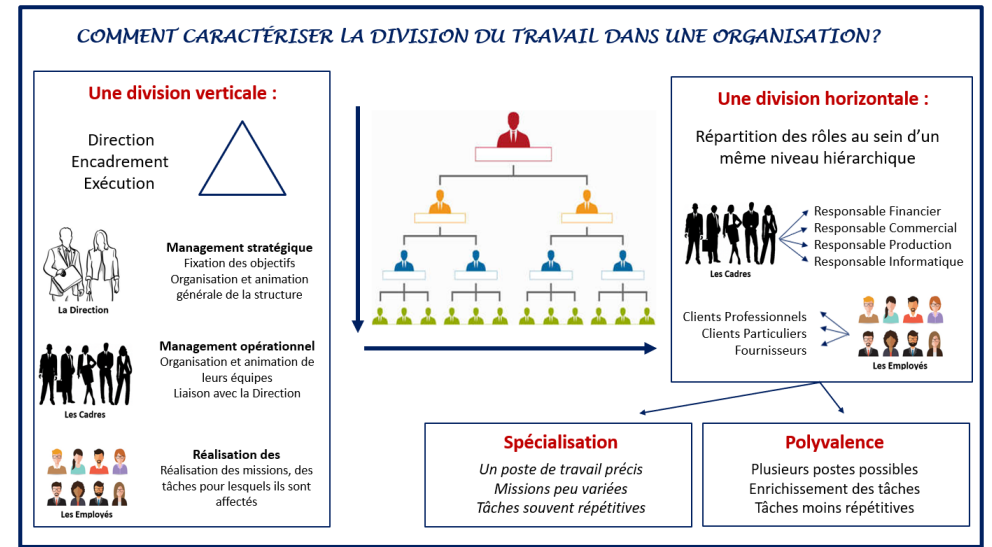 COMMENT CARACTÉRISER LA DIVISION DU TRAVAIL DANS UNE ORGANISATION?
Une division verticale :
Direction
Encadrement
Exécution
Management stratégique
Fixation des objectifs
Organisation et animation
générale de la structure
La Direction
Management opérationnel
Organisation et animation de
leurs équipes
Liaison avec la Direction
Les Cadres
Réalisation des
Réalisation des missions, des
tâches pour lesquels ils sont
affectés
Les Employés
Une division horizontale :
Répartition des rôles au sein d'un
même niveau hiérarchique
Responsable Financier
Responsable Commercial
Responsable Production
Responsable Informatique
Les Cadres
Clients Professionnels
Clients Particuliers
Fournisseurs
Les Employés
Spécialisation
Un poste de travail précis
Missions peu variées
Tâches souvent répétitives
Polyvalence
Plusieurs postes possibles
Enrichissement des tâches
Tâches moins répétitives